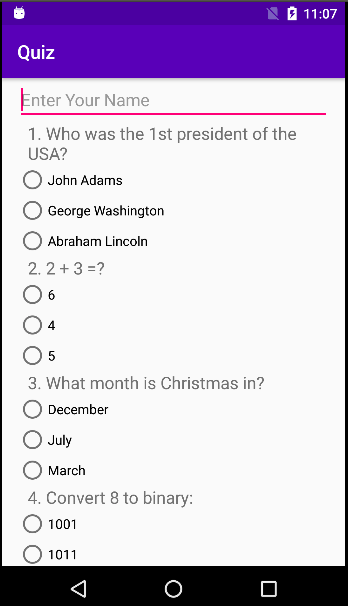 11:07
Quiz
Enter Your Name
1. Who was the 1st president of the
USA?
John Adams
George Washington
Abraham Lincoln
2. 2 + 3 =?
6
4
5
3. What month is Christmas in?
December
July
March
4. Convert 8 to binary:
1001
1011